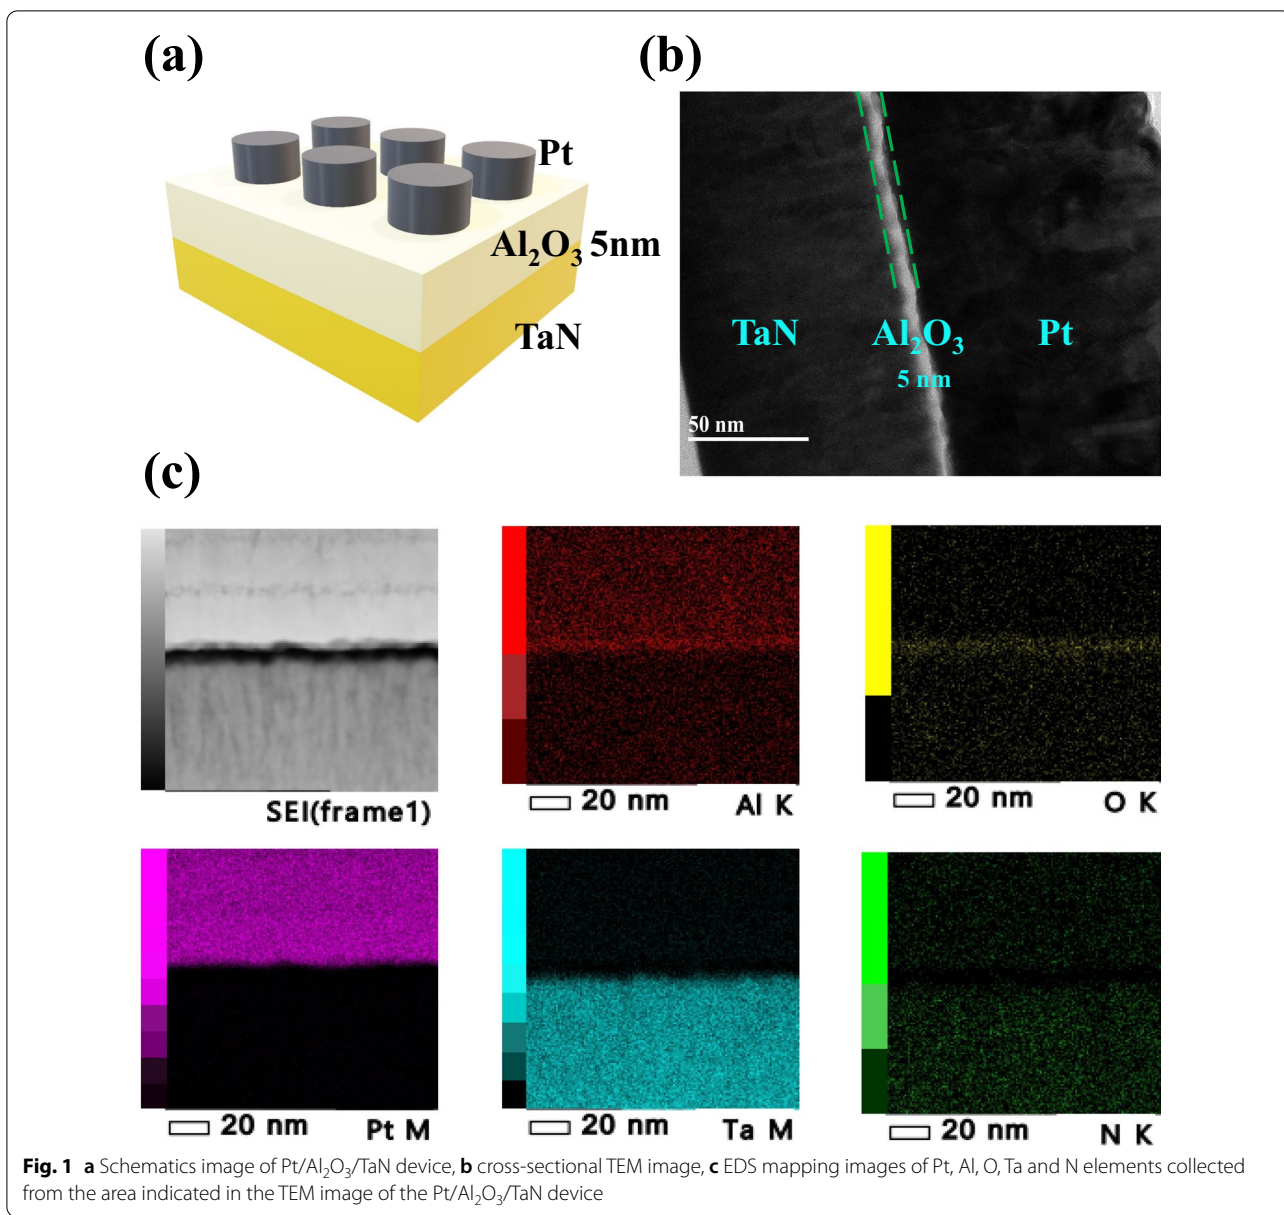 (a)
Pt
Al₂O₃ 5nm
TaN
(b)
TaN
Al₂O₃
Pt
5 nm
50 nm
(c)
SEI(frame1)
20 nm
Al K
20 nm
O K
20 nm
Pt M
20 nm
Ta M
20 nm
N K
Fig. 1 a Schematics image of Pt/Al₂O₃/TaN device, b cross-sectional TEM image, c EDS mapping images of Pt, Al, O, Ta and N elements collected
from the area indicated in the TEM image of the Pt/Al₂O₃/TaN device